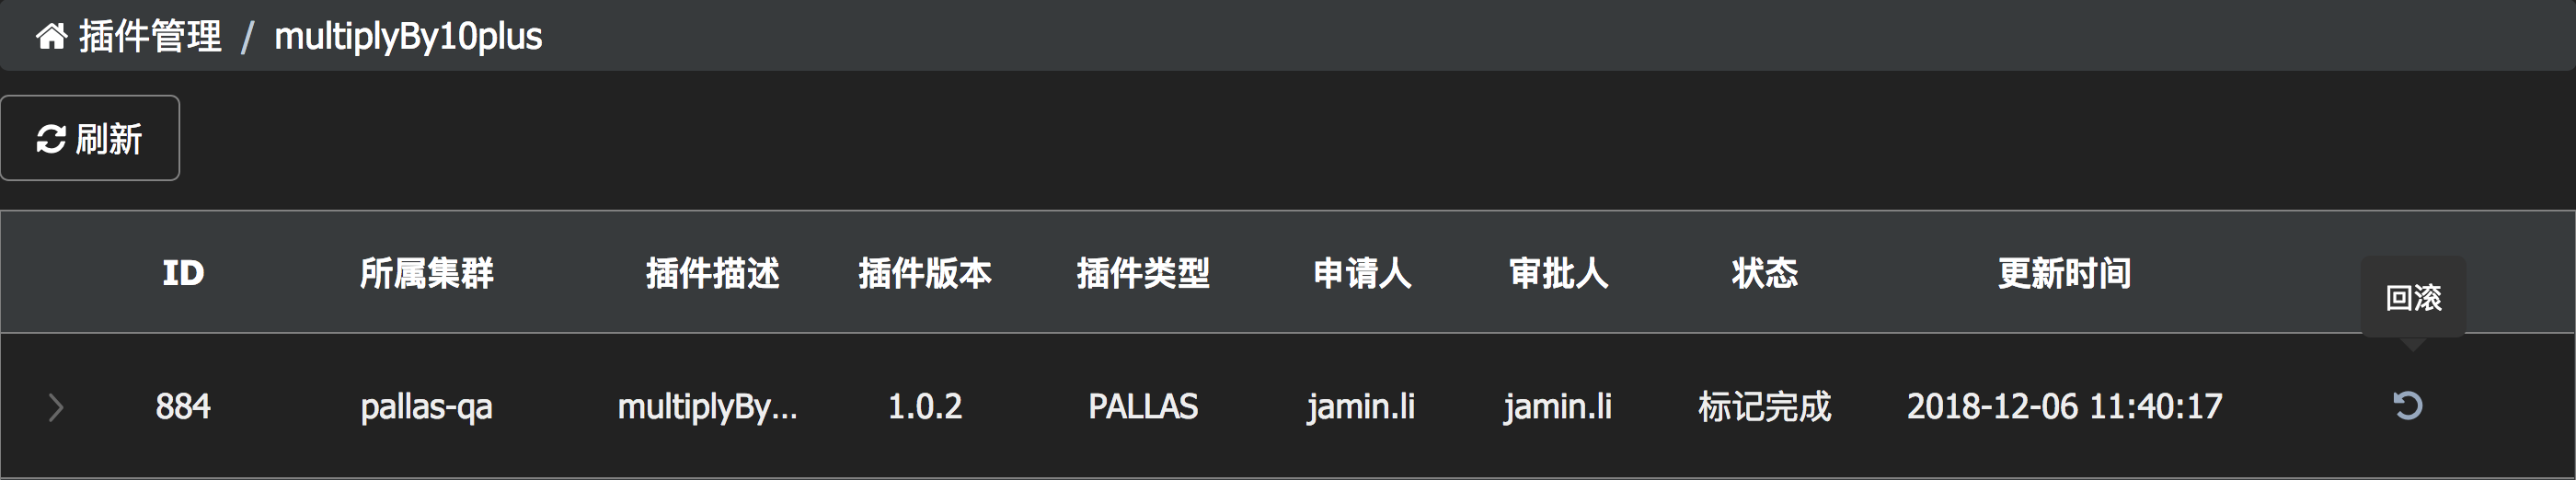 插件管理 / multiplyBy10plus
刷新
ID 所属集群 插件描述 插件版本 插件类型 申请人 审批人 状态 更新时间
回滚
884 pallas-qa multiplyBy... 1.0.2 PALLAS jamin.li jamin.li 标记完成 2018-12-06 11:40:17